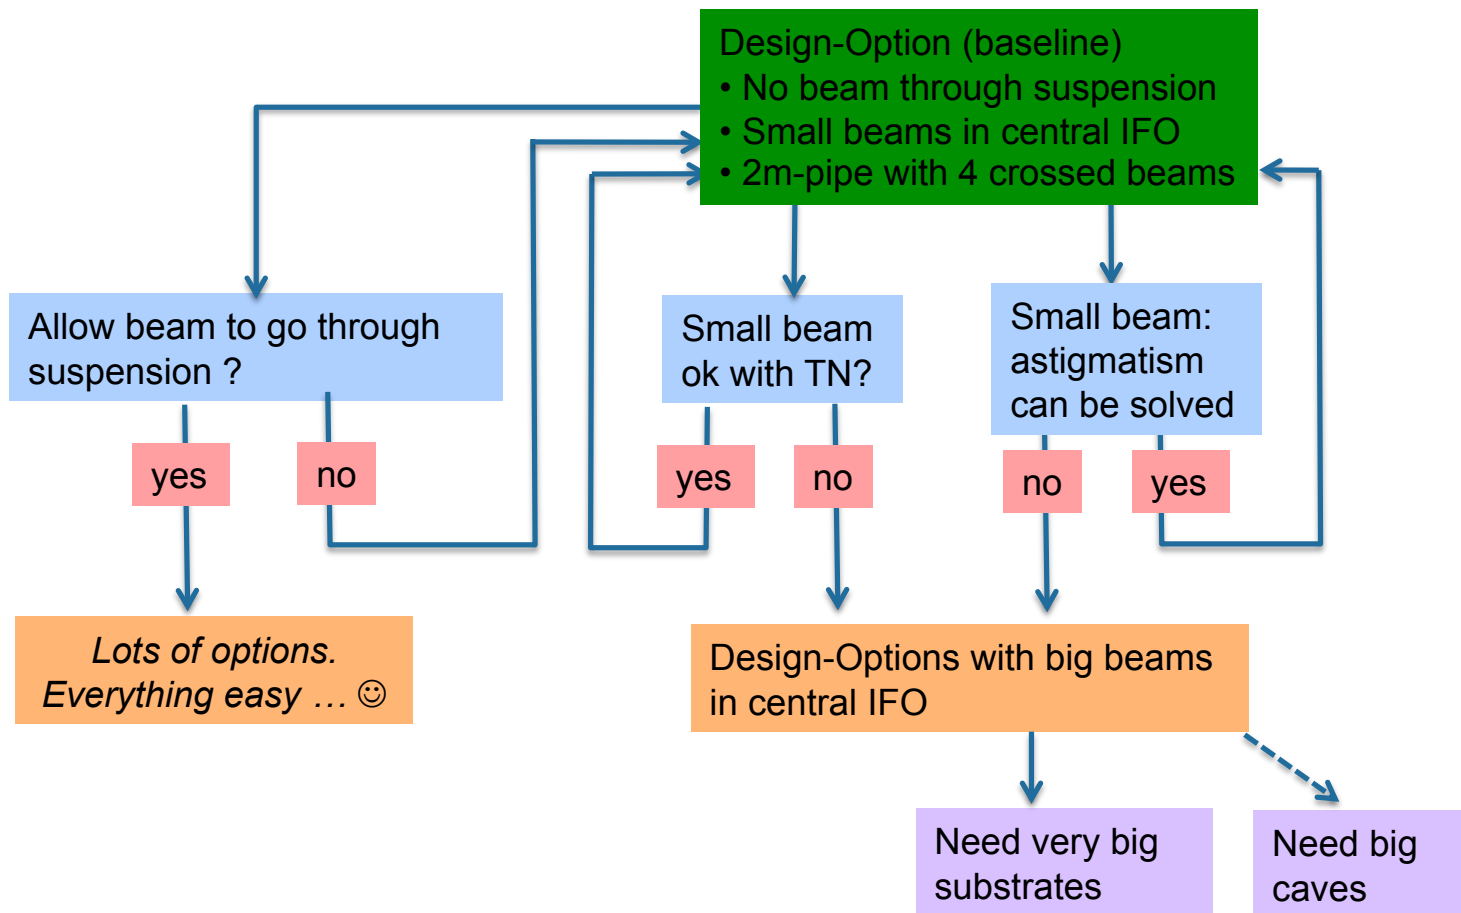 Design-Option (baseline)
• No beam through suspension
• Small beams in central IFO
• 2m-pipe with 4 crossed beams
Allow beam to go through
suspension ?
Small beam
ok with TN?
Small beam:
astigmatism
can be solved
yes
no
yes
no
no
yes
Lots of options.
Everything easy … ☺
Design-Options with big beams
in central IFO
Need very big
substrates
Need big
caves